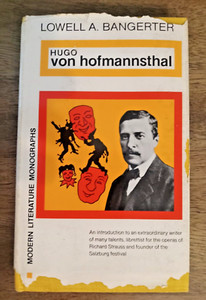 LOWELL A. BANGERTER
HUGO
von hofmannsthal
MODERN LITERATURE MONOGRAPHS
An introduction to an extraordinary writer
of many talents, librettist for the operas of
Richard Strauss and founder of the
Salzburg festival